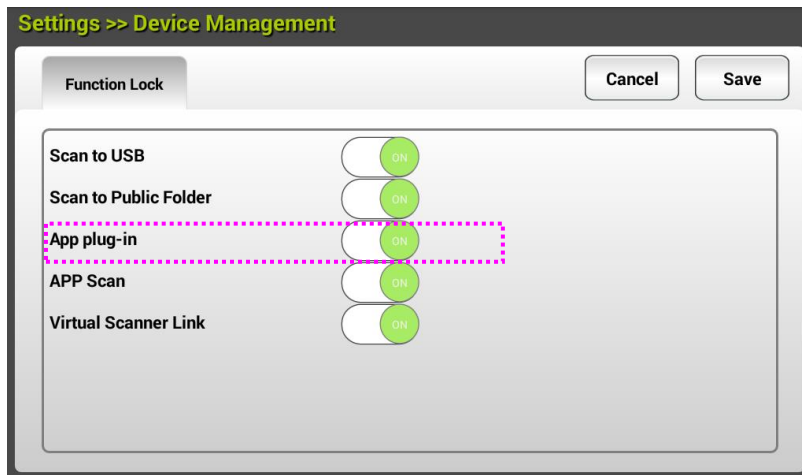 Settings >> Device Management
Function Lock
Cancel
Save
Scan to USB
ON
Scan to Public Folder
ON
App plug-in
ON
APP Scan
ON
Virtual Scanner Link
ON